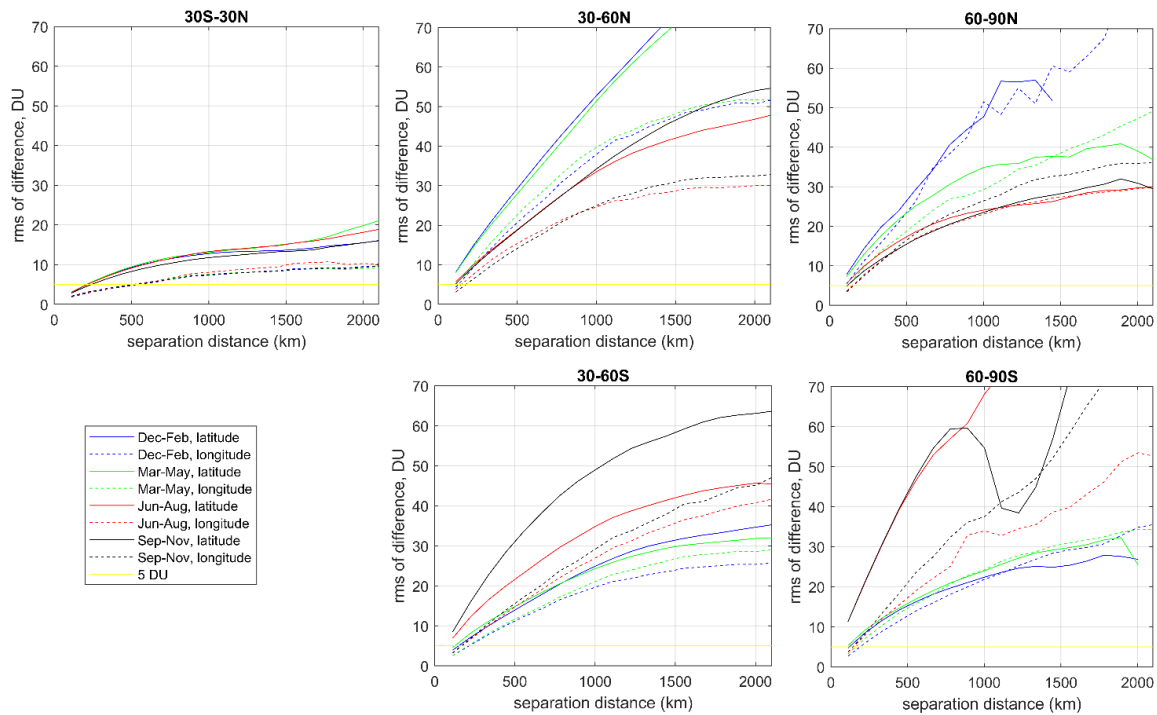 30S-30N
rms of difference, DU
70
60
50
40
30
20
10
0
0 500 1000 1500 2000
separation distance (km)
30-60N
rms of difference, DU
70
60
50
40
30
20
10
0
0 500 1000 1500 2000
separation distance (km)
60-90N
rms of difference, DU
70
60
50
40
30
20
10
0
0 500 1000 1500 2000
separation distance (km)
Dec-Feb, latitude
Dec-Feb, longitude
Mar-May, latitude
Mar-May, longitude
Jun-Aug, latitude
Jun-Aug, longitude
Sep-Nov, latitude
Sep-Nov, longitude
5 DU
30-60S
rms of difference, DU
70
60
50
40
30
20
10
0
0 500 1000 1500 2000
separation distance (km)
60-90S
rms of difference, DU
70
60
50
40
30
20
10
0
0 500 1000 1500 2000
separation distance (km)